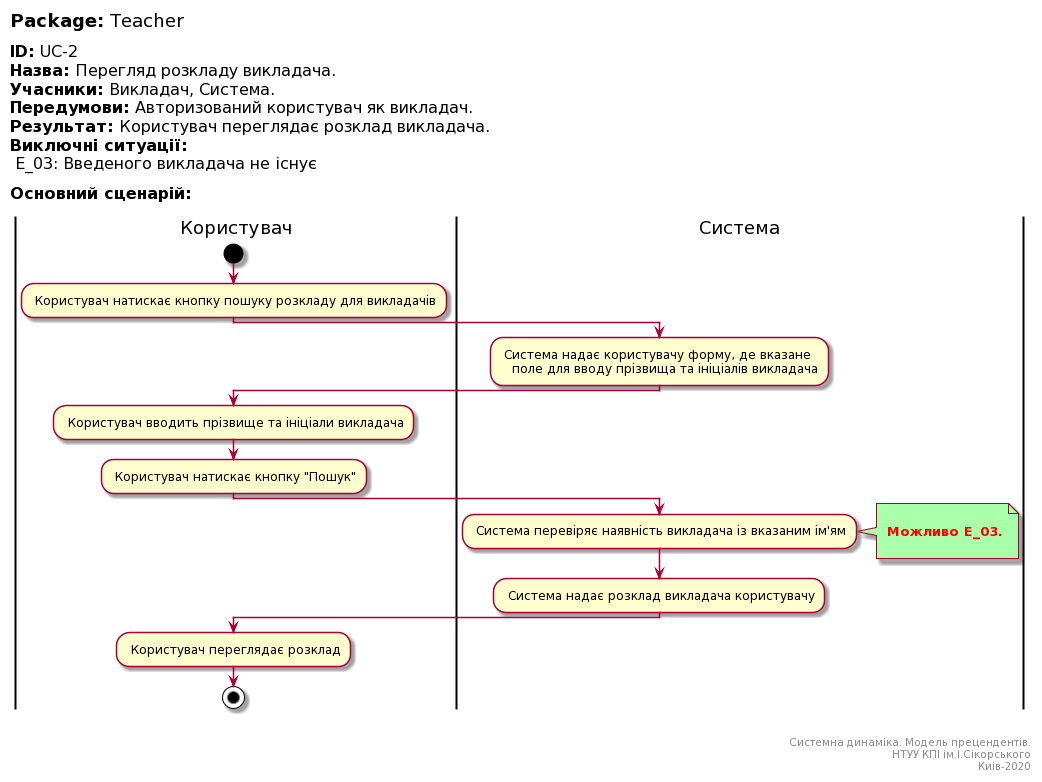 Package: Teacher
ID: UC-2
Назва: Перегляд розкладу викладача.
Учасники: Викладач, Система.
Передумови: Авторизований користувач як викладач.
Результат: Користувач переглядає розклад викладача.
Виключні ситуації:
E_03: Введеного викладача не існує
Основний сценарій:
Користувач
Система
Користувач натискає кнопку пошуку розкладу для викладачів
Система надає користувачу форму, де вказане
поле для вводу прізвища та ініціалів викладача
Користувач вводить прізвище та ініціали викладача
Користувач натискає кнопку "Пошук"
Система перевіряє наявність викладача із вказаним ім'ям
Можливо E_03.
Система надає розклад викладача користувачу
Користувач переглядає розклад
Системна динаміка. Модель прецендентів.
НТУУ КПІ ім.І.Сікорського
Киів-2020